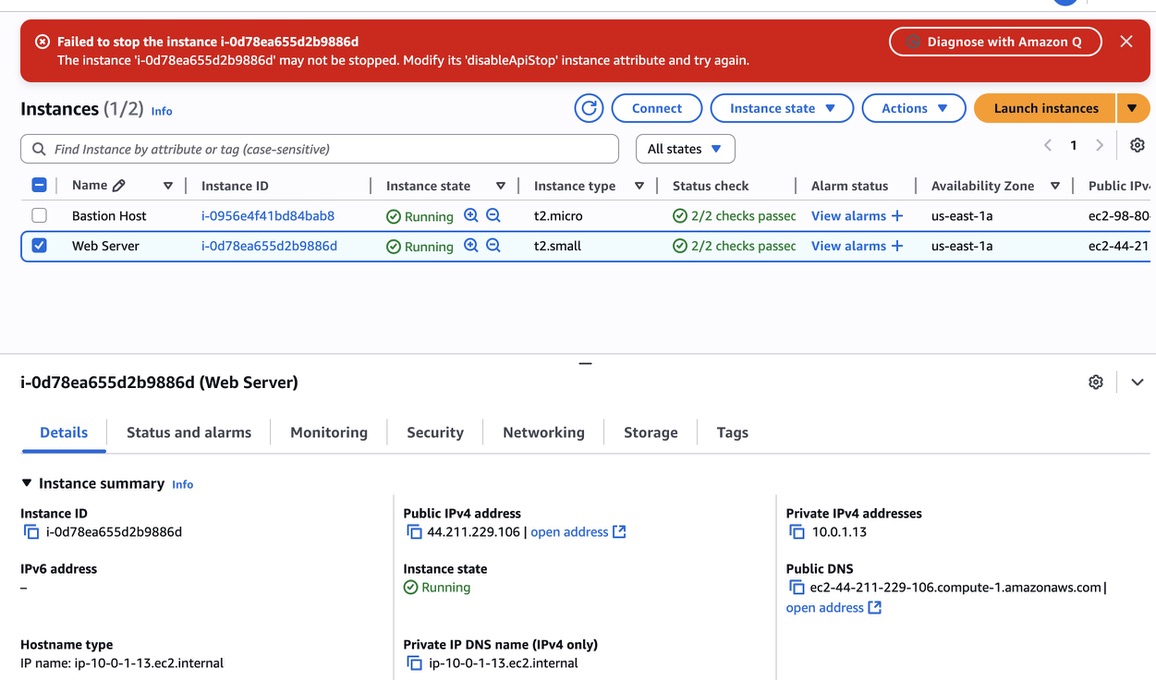 Failed to stop the instance i-0d78ea655d2b9886d
Diagnose with Amazon Q
The instance 'i-0d78ea655d2b9886d' may not be stopped. Modify its 'disableApiStop' instance attribute and try again.
Instances (1/2) Info
Connect
Instance state
Actions
Launch instances
Find Instance by attribute or tag (case-sensitive)
All states
1
Name Instance ID Instance state Instance type Status check Alarm status Availability Zone Public IPv4
Bastion Host i-0956e4f41bd84bab8 Running t2.micro 2/2 checks passec View alarms + us-east-1a ec2-98-80
Web Server i-0d78ea655d2b9886d Running t2.small 2/2 checks passec View alarms + us-east-1a ec2-44-21
i-0d78ea655d2b9886d (Web Server)
Details Status and alarms Monitoring Security Networking Storage Tags
Instance summary Info
Instance ID
i-0d78ea655d2b9886d
Public IPv4 address
44.211.229.106 | open address
Private IPv4 addresses
10.0.1.13
IPv6 address
–
Instance state
Running
Public DNS
ec2-44-211-229-106.compute-1.amazonaws.com |
open address
Hostname type
IP name: ip-10-0-1-13.ec2.internal
Private IP DNS name (IPv4 only)
ip-10-0-1-13.ec2.internal